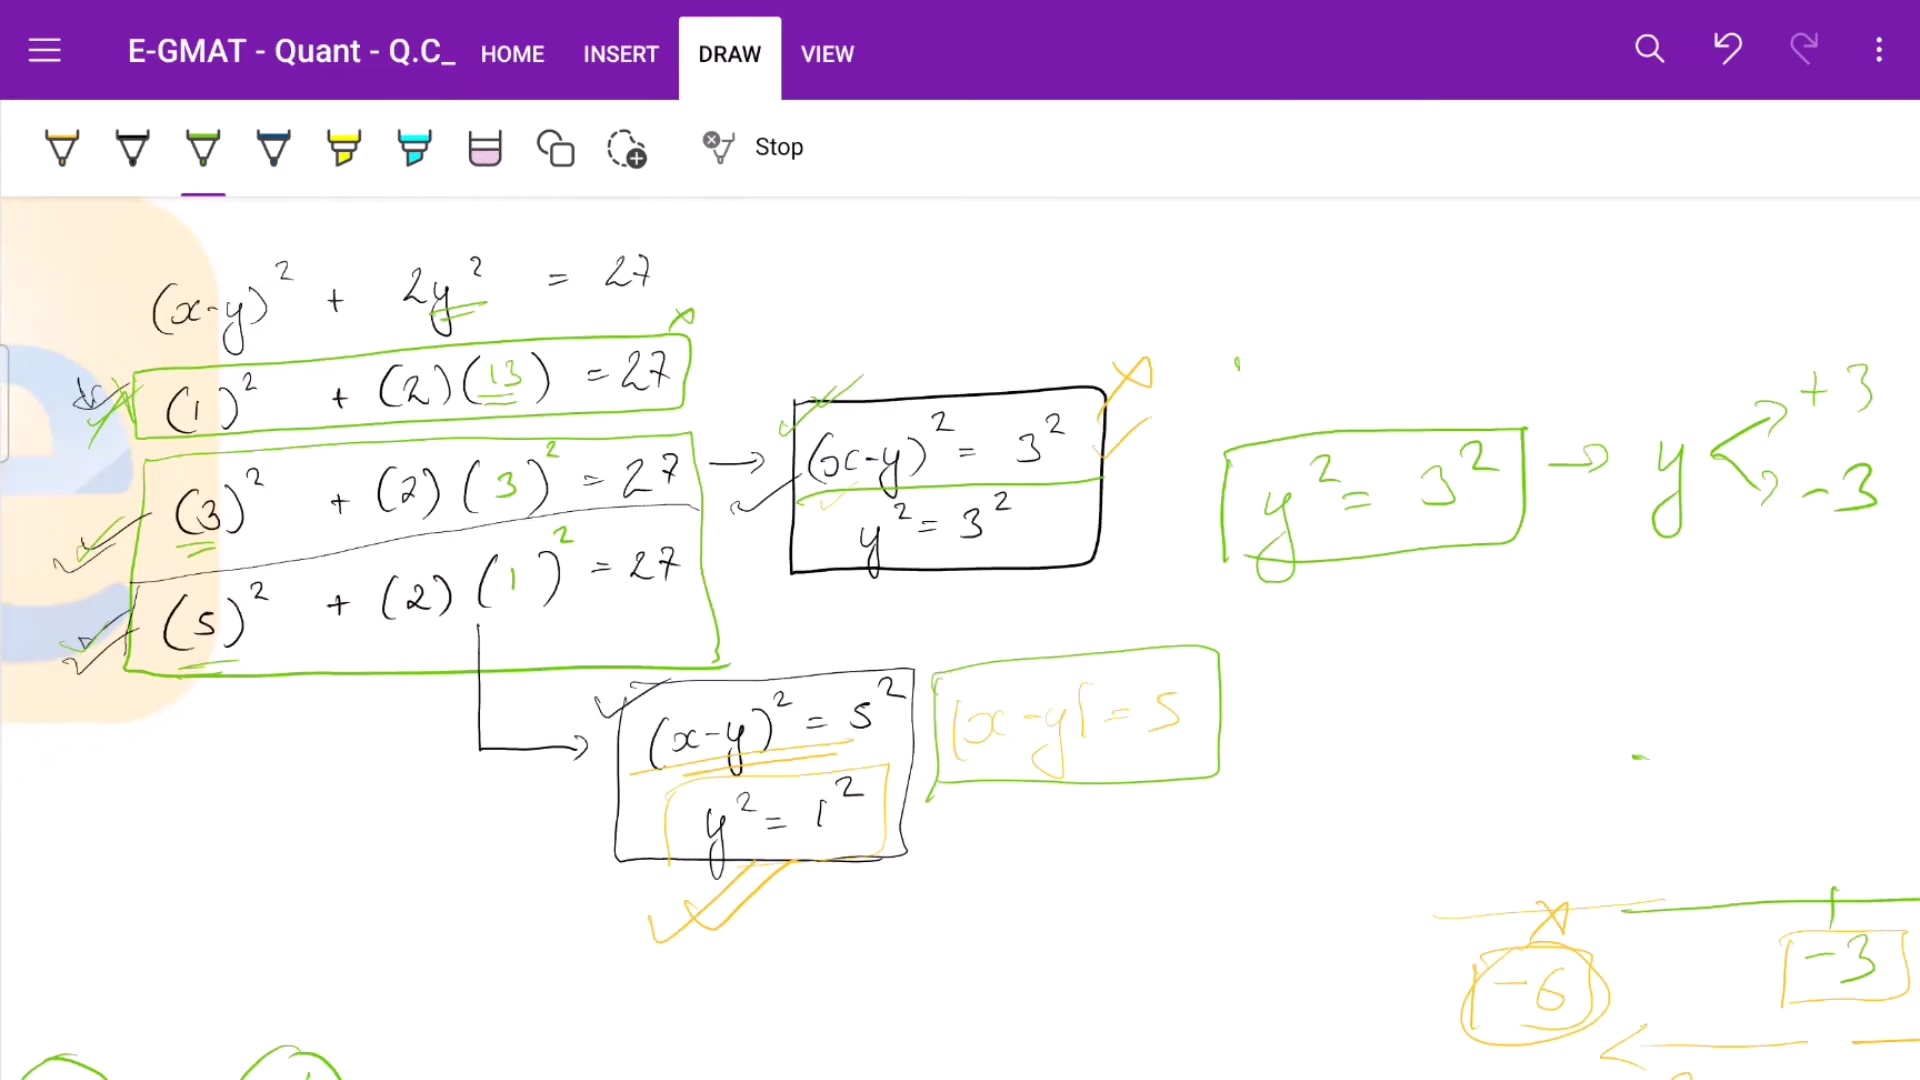 E-GMAT - Quant - Q.C_ HOME INSERT DRAW VIEW
Stop
(x-y)² + 2y² = 27
(1)² + (2)(13) = 27
(3)² + (2)(3)² = 27
(5)² + (2)(1)² = 27
(x-y)² = 3²
y² = 3²
y² = 3² → y
+3
-3
(x-y)² = 5²
y² = 1²
|x-y| = 5
-6
-3